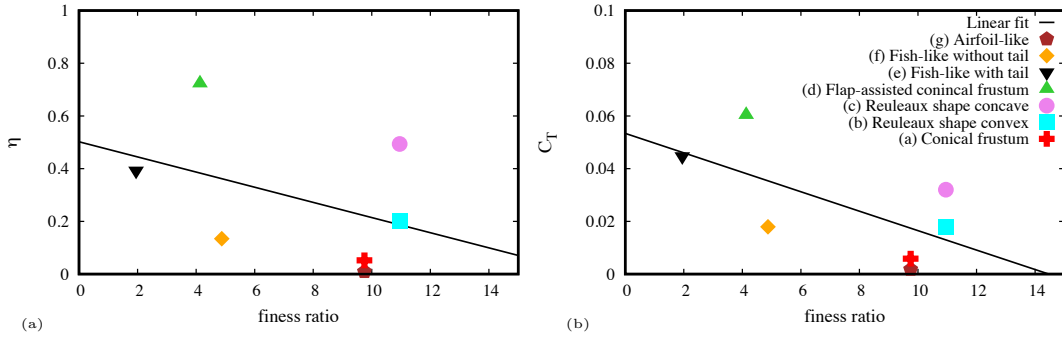 1
0.8
0.6
η
0.4
0.2
0
0 2 4 6 8 10 12 14
(a) finess ratio
0.1
Linear fit
(g) Airfoil-like
0.08
(f) Fish-like without tail
(e) Fish-like with tail
(d) Flap-assisted conincal frustum
0.06
(c) Reuleaux shape concave
C_T
(b) Reuleaux shape convex
(a) Conical frustum
0.04
0.02
0
0 2 4 6 8 10 12 14
(b) finess ratio